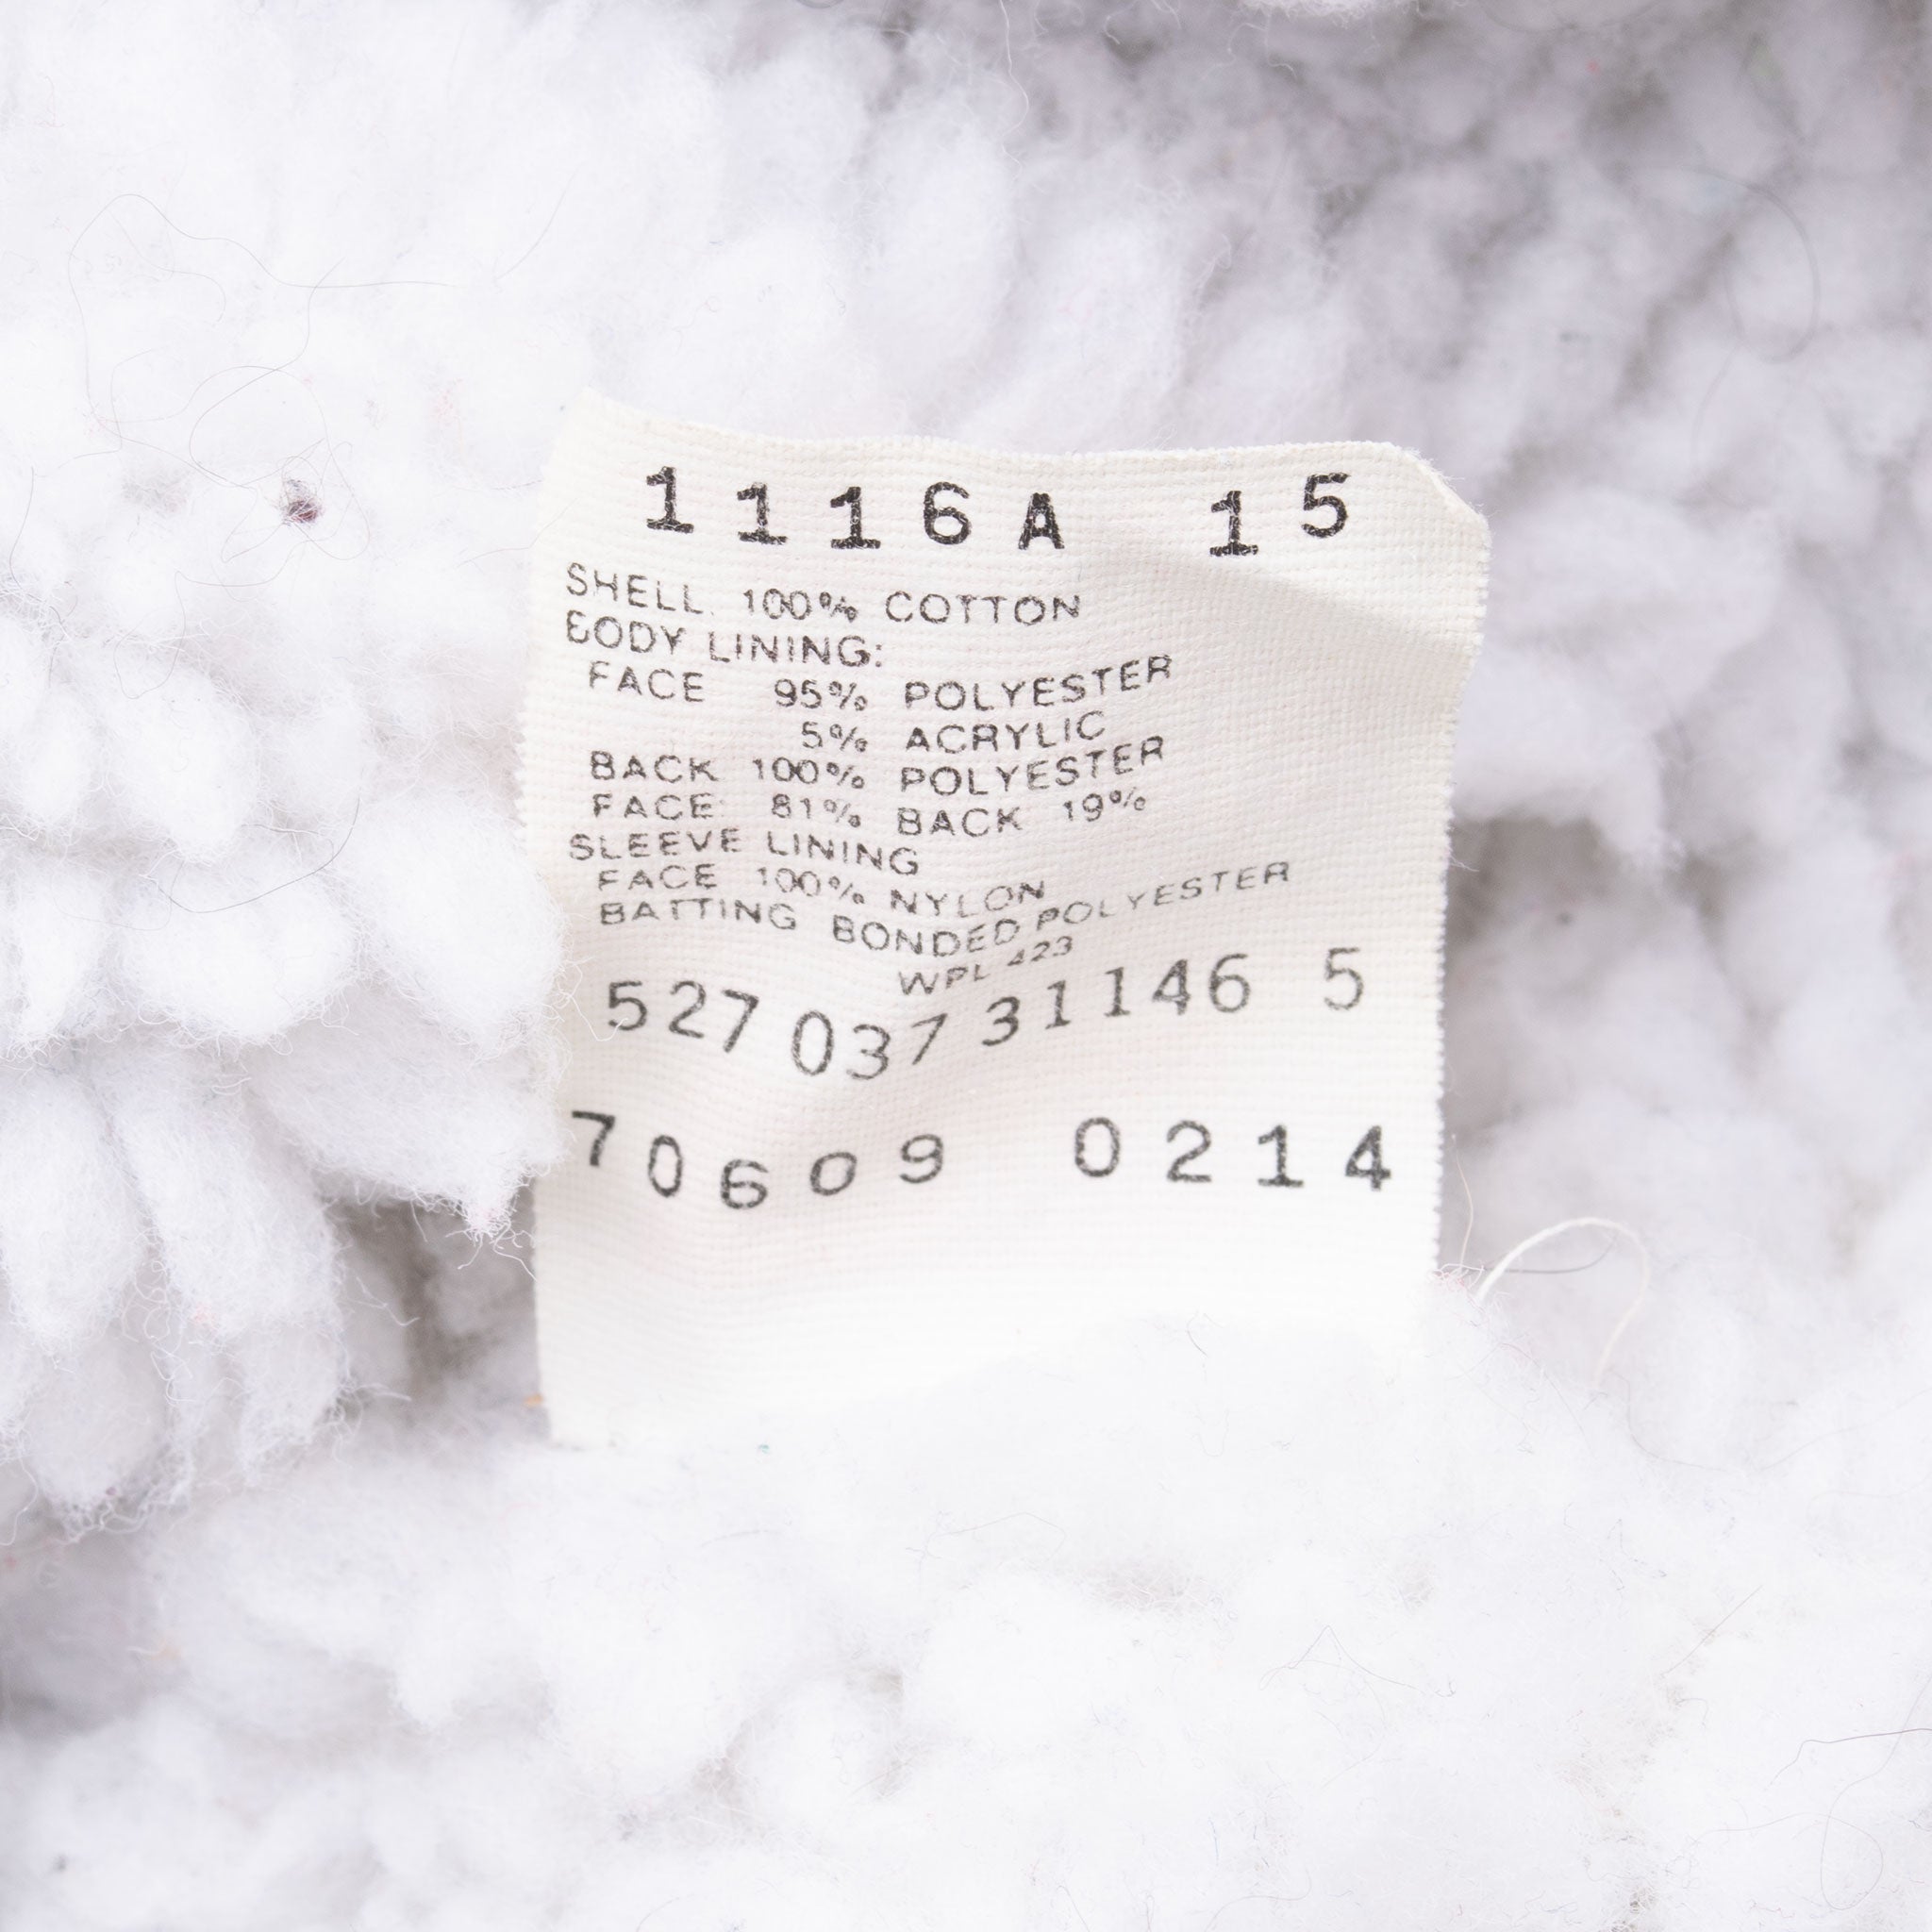 1116A 15
SHELL. 100% COTTON
BODY LINING:
FACE 95% POLYESTER
5% ACRYLIC
BACK 100% POLYESTER
FACE 81% BACK 19%
SLEEVE LINING
FACE 100% NYLON
BATTING BONDED POLYESTER
WPL 423
527 037 31146 5
70609 0214